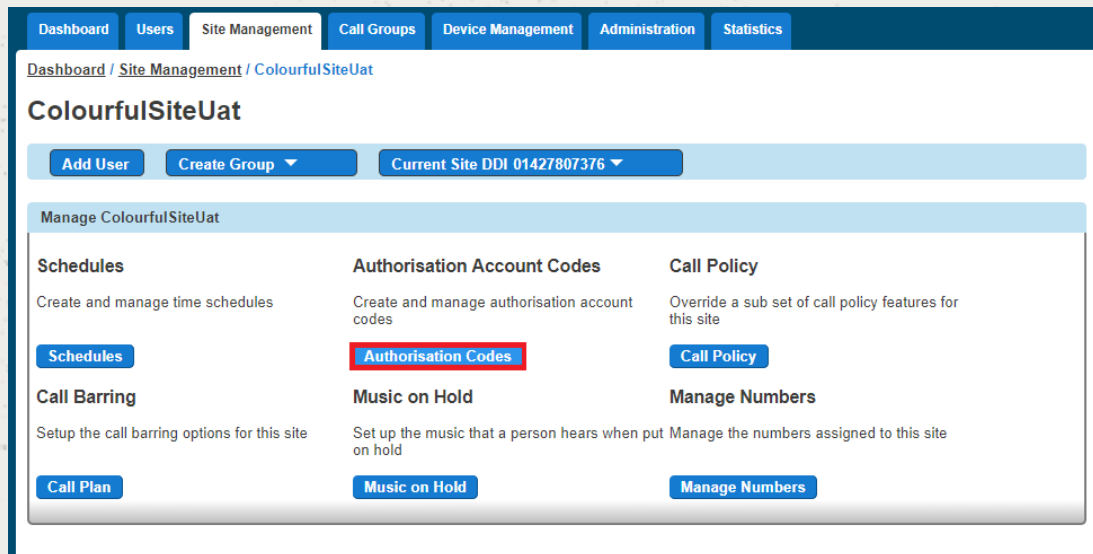 Dashboard Users Site Management Call Groups Device Management Administration Statistics
Dashboard / Site Management / ColourfulSiteUat
ColourfulSiteUat
Add User Create Group Current Site DDI 01427807376
Manage ColourfulSiteUat
Schedules
Create and manage time schedules
Schedules
Authorisation Account Codes
Create and manage authorisation account
codes
Authorisation Codes
Call Policy
Override a sub set of call policy features for
this site
Call Policy
Call Barring
Setup the call barring options for this site
Call Plan
Music on Hold
Set up the music that a person hears when put
on hold
Music on Hold
Manage Numbers
Manage the numbers assigned to this site
Manage Numbers